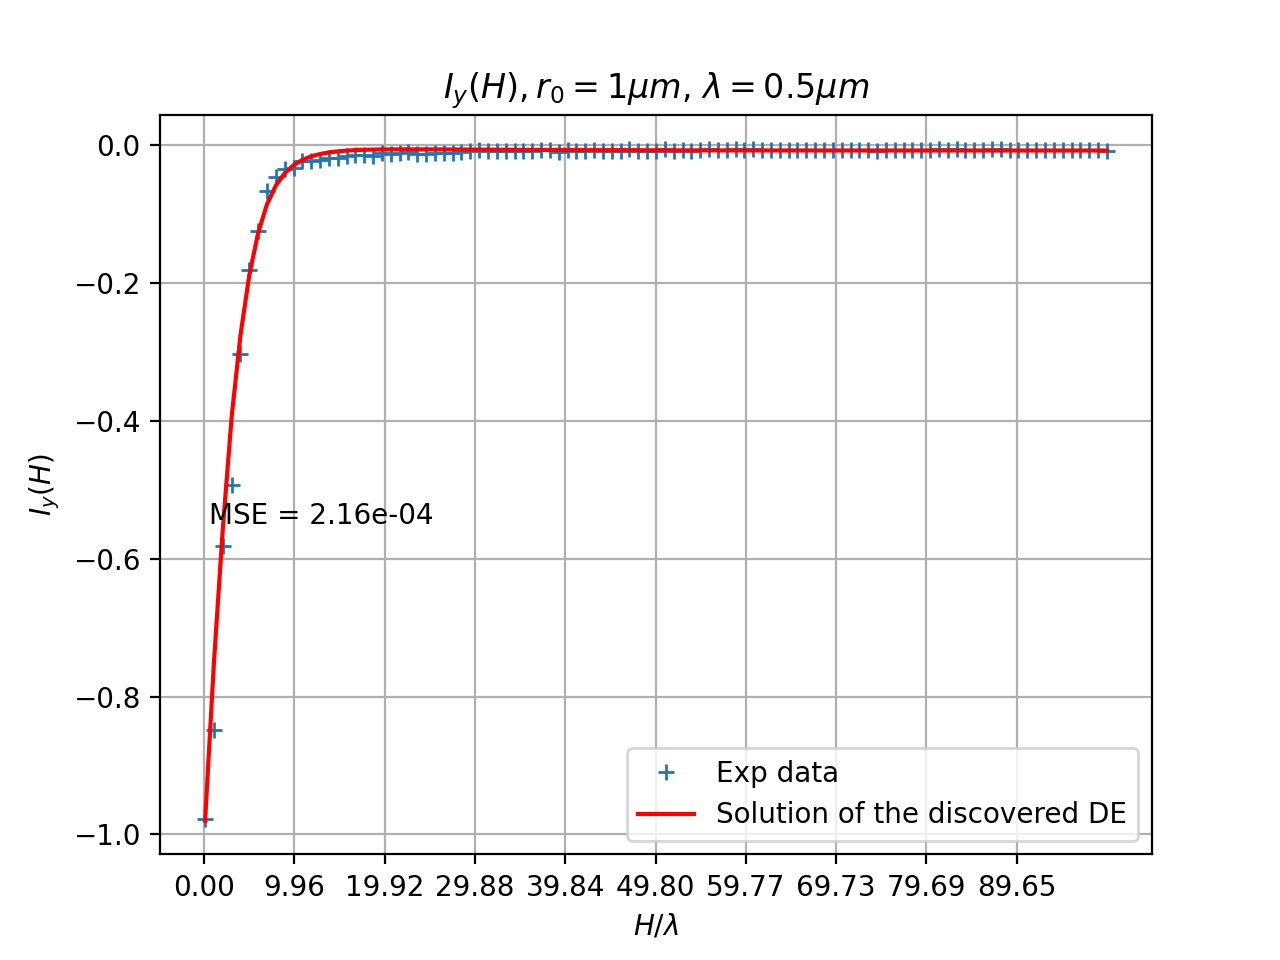 I_y(H), r_0 = 1μm, λ = 0.5μm
0.0
−0.2
−0.4
−0.6
−0.8
−1.0
I_y(H)
MSE = 2.16e-04
Exp data
Solution of the discovered DE
0.00 9.96 19.92 29.88 39.84 49.80 59.77 69.73 79.69 89.65
H/λ